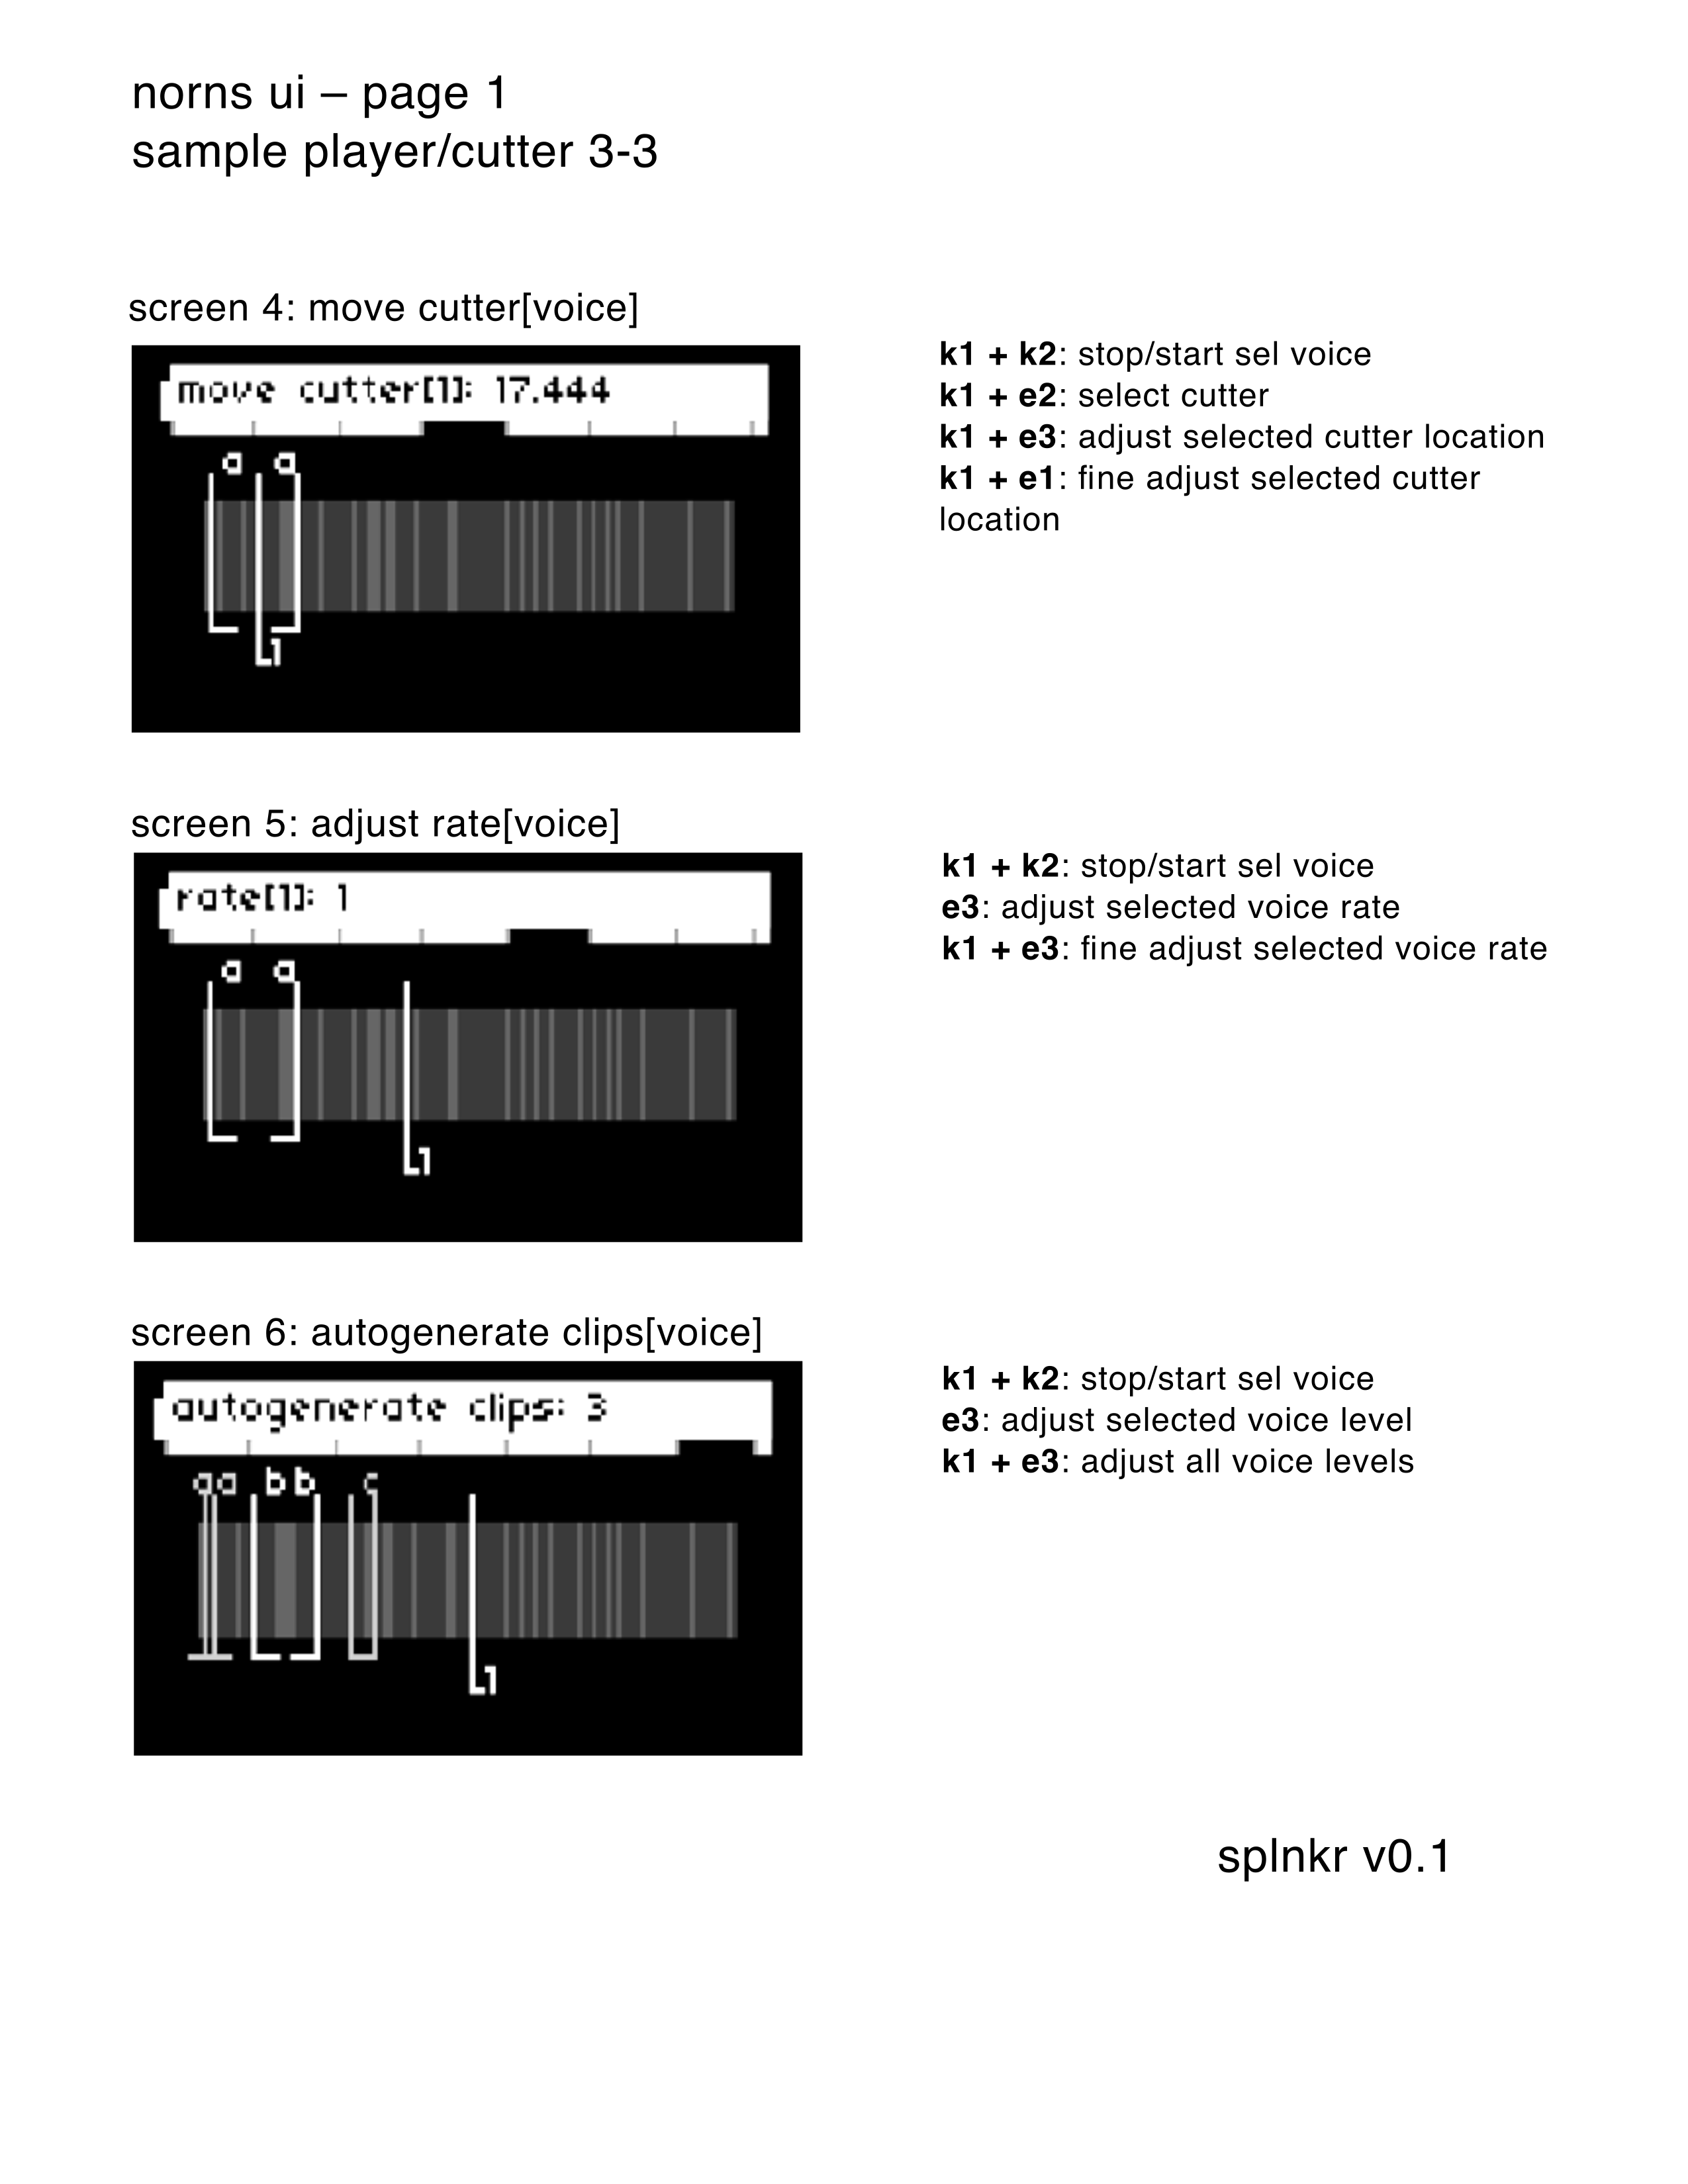 norns ui – page 1
sample player/cutter 3-3
screen 4: move cutter[voice]
move cutter[1]: 17.444
a a
1
k1 + k2: stop/start sel voice
k1 + e2: select cutter
k1 + e3: adjust selected cutter location
k1 + e1: fine adjust selected cutter
location
screen 5: adjust rate[voice]
rate[1]: 1
a a
1
k1 + k2: stop/start sel voice
e3: adjust selected voice rate
k1 + e3: fine adjust selected voice rate
screen 6: autogenerate clips[voice]
autogenerate clips: 3
aa bb c
1
k1 + k2: stop/start sel voice
e3: adjust selected voice level
k1 + e3: adjust all voice levels
splnkr v0.1